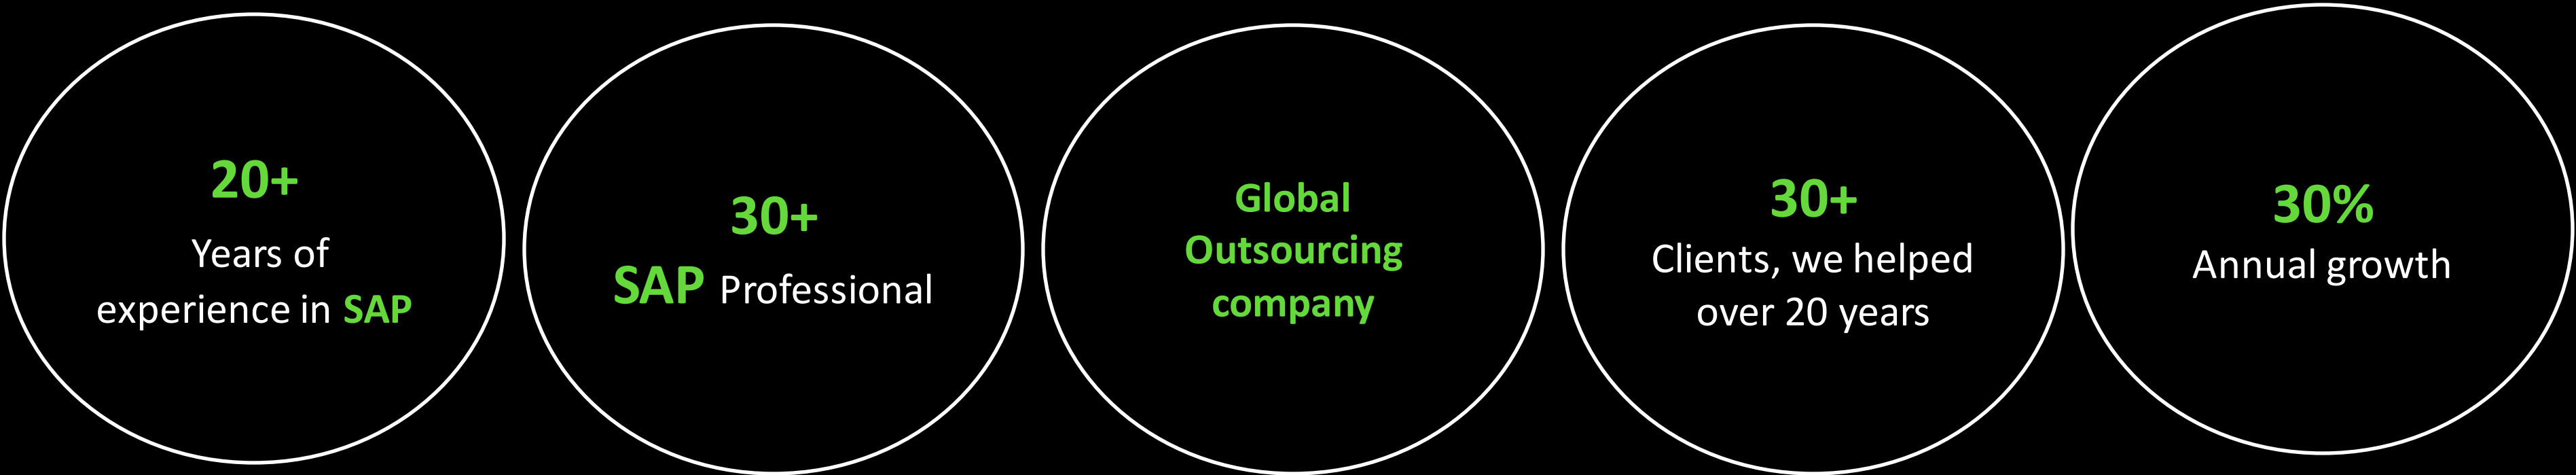 20+
Years of
experience in SAP
30+
SAP Professional
Global
Outsourcing
company
30+
Clients, we helped
over 20 years
30%
Annual growth